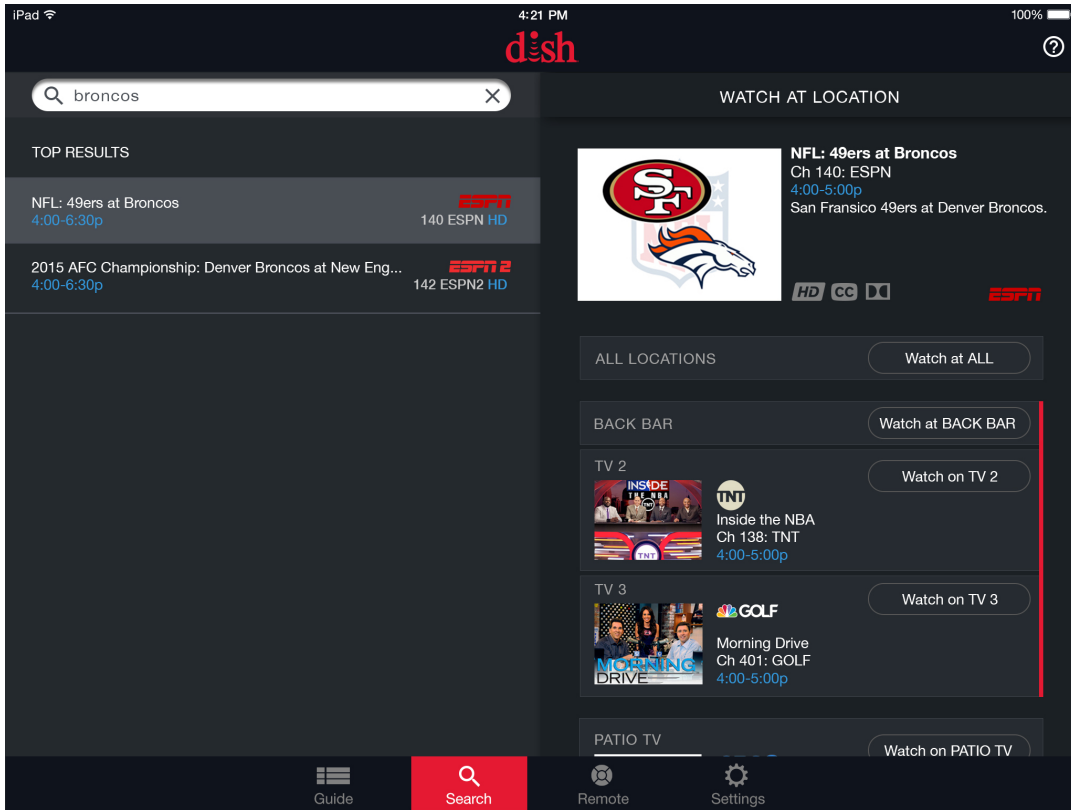 iPad 4:21 PM 100%
dish
broncos
TOP RESULTS
NFL: 49ers at Broncos
4:00-6:30p
ESPN
140 ESPN HD
2015 AFC Championship: Denver Broncos at New Eng...
4:00-6:30p
ESPN 2
142 ESPN2 HD
WATCH AT LOCATION
SF
NFL: 49ers at Broncos
Ch 140: ESPN
4:00-5:00p
San Fransico 49ers at Denver Broncos.
HD CC
ESPN
ALL LOCATIONS
Watch at ALL
BACK BAR
Watch at BACK BAR
TV 2
INSIDE
THE NBA
TNT
TNT
TNT
Inside the NBA
Ch 138: TNT
4:00-5:00p
Watch on TV 2
TV 3
MORNING
DRIVE
GOLF
Morning Drive
Ch 401: GOLF
4:00-5:00p
Watch on TV 3
PATIO TV
Watch on PATIO TV
Guide
Search
Remote
Settings